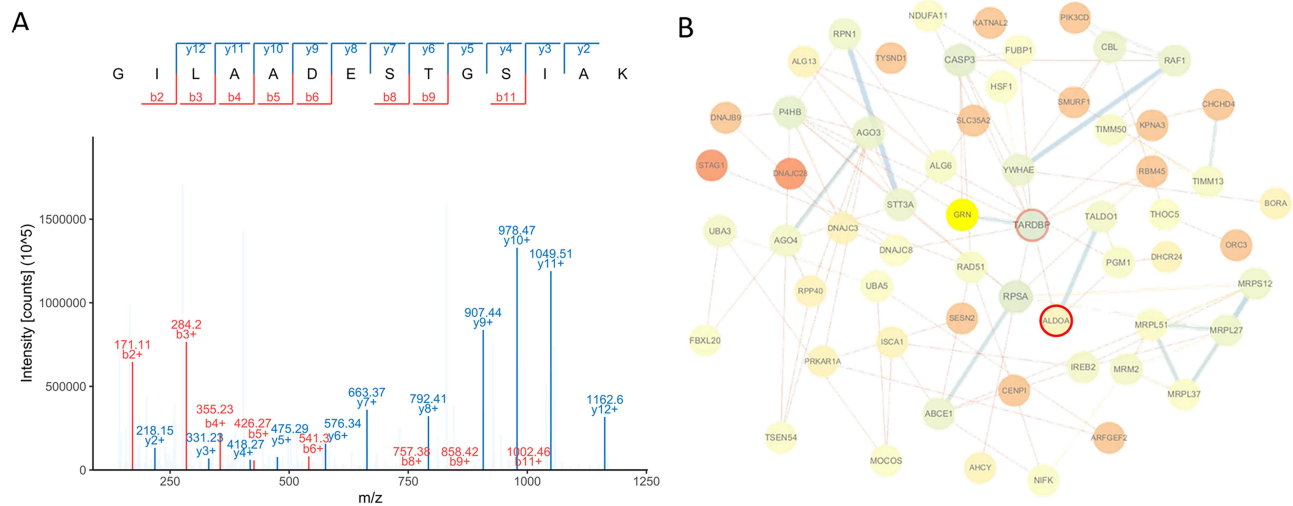 A
y12 y11 y10 y9 y8 y7 y6 y5 y4 y3 y2
G I L A A D E S T G S I A K
b2 b3 b4 b5 b6 b8 b9 b11
Intensity [counts] (10^5)
1500000
1000000
500000
0
171.11
b2+
284.2
b3+
218.15
y2+
355.23
b4+
331.23
y3+
426.27
b5+
418.27
y4+
475.29
y5+
541.3
b6+
576.34
y6+
663.37
y7+
757.38
b8+
792.41
y8+
858.42
b9+
907.44
y9+
978.47
y10+
1002.46
b11+
1049.51
y11+
1162.6
y12+
250 500 750 1000 1250
m/z
B
NDUFA11
KATNAL2
PIK3CD
RPN1
TYSND1
FUBP1
CBL
ALG13
CASP3
RAF1
HSF1
SMURF1
CHCHD4
DNAJB9
P4HB
AGO3
SLC35A2
TIMM50
KPNA3
STAG1
DNAJC28
ALG6
YWHAE
RBM45
TIMM13
STT3A
GRN
TARDBP
TALDO1
THOC5
BORA
UBA3
AGO4
DNAJC3
DNAJC8
ORC3
RAD51
PGM1
DHCR24
RPP40
UBA5
RPSA
MRPS12
SESN2
ALDOA
MRPL51
MRPL27
FBXL20
PRKAR1A
ISCA1
IREB2
MRM2
CENPI
MRPL37
ABCE1
TSEN54
ARFGEF2
MOCOS
AHCY
NIFK